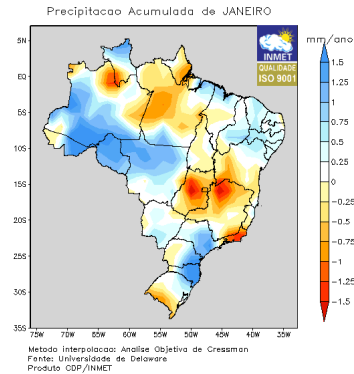 Precipitacao Acumulada de JANEIRO
INMET
QUALIDADE
ISO 9001
mm/ano
5N
EQ
5S
10S
15S
20S
25S
30S
35S
75W 70W 65W 60W 55W 50W 45W 40W 35W
1.5
1.25
1
0.75
0.5
0.25
0
-0.25
-0.5
-0.75
-1
-1.25
-1.5
Metodo Interpolacao: Analise Objetiva de Cressman
Fonte: Universidade de Delaware
Produto CDP/INMET